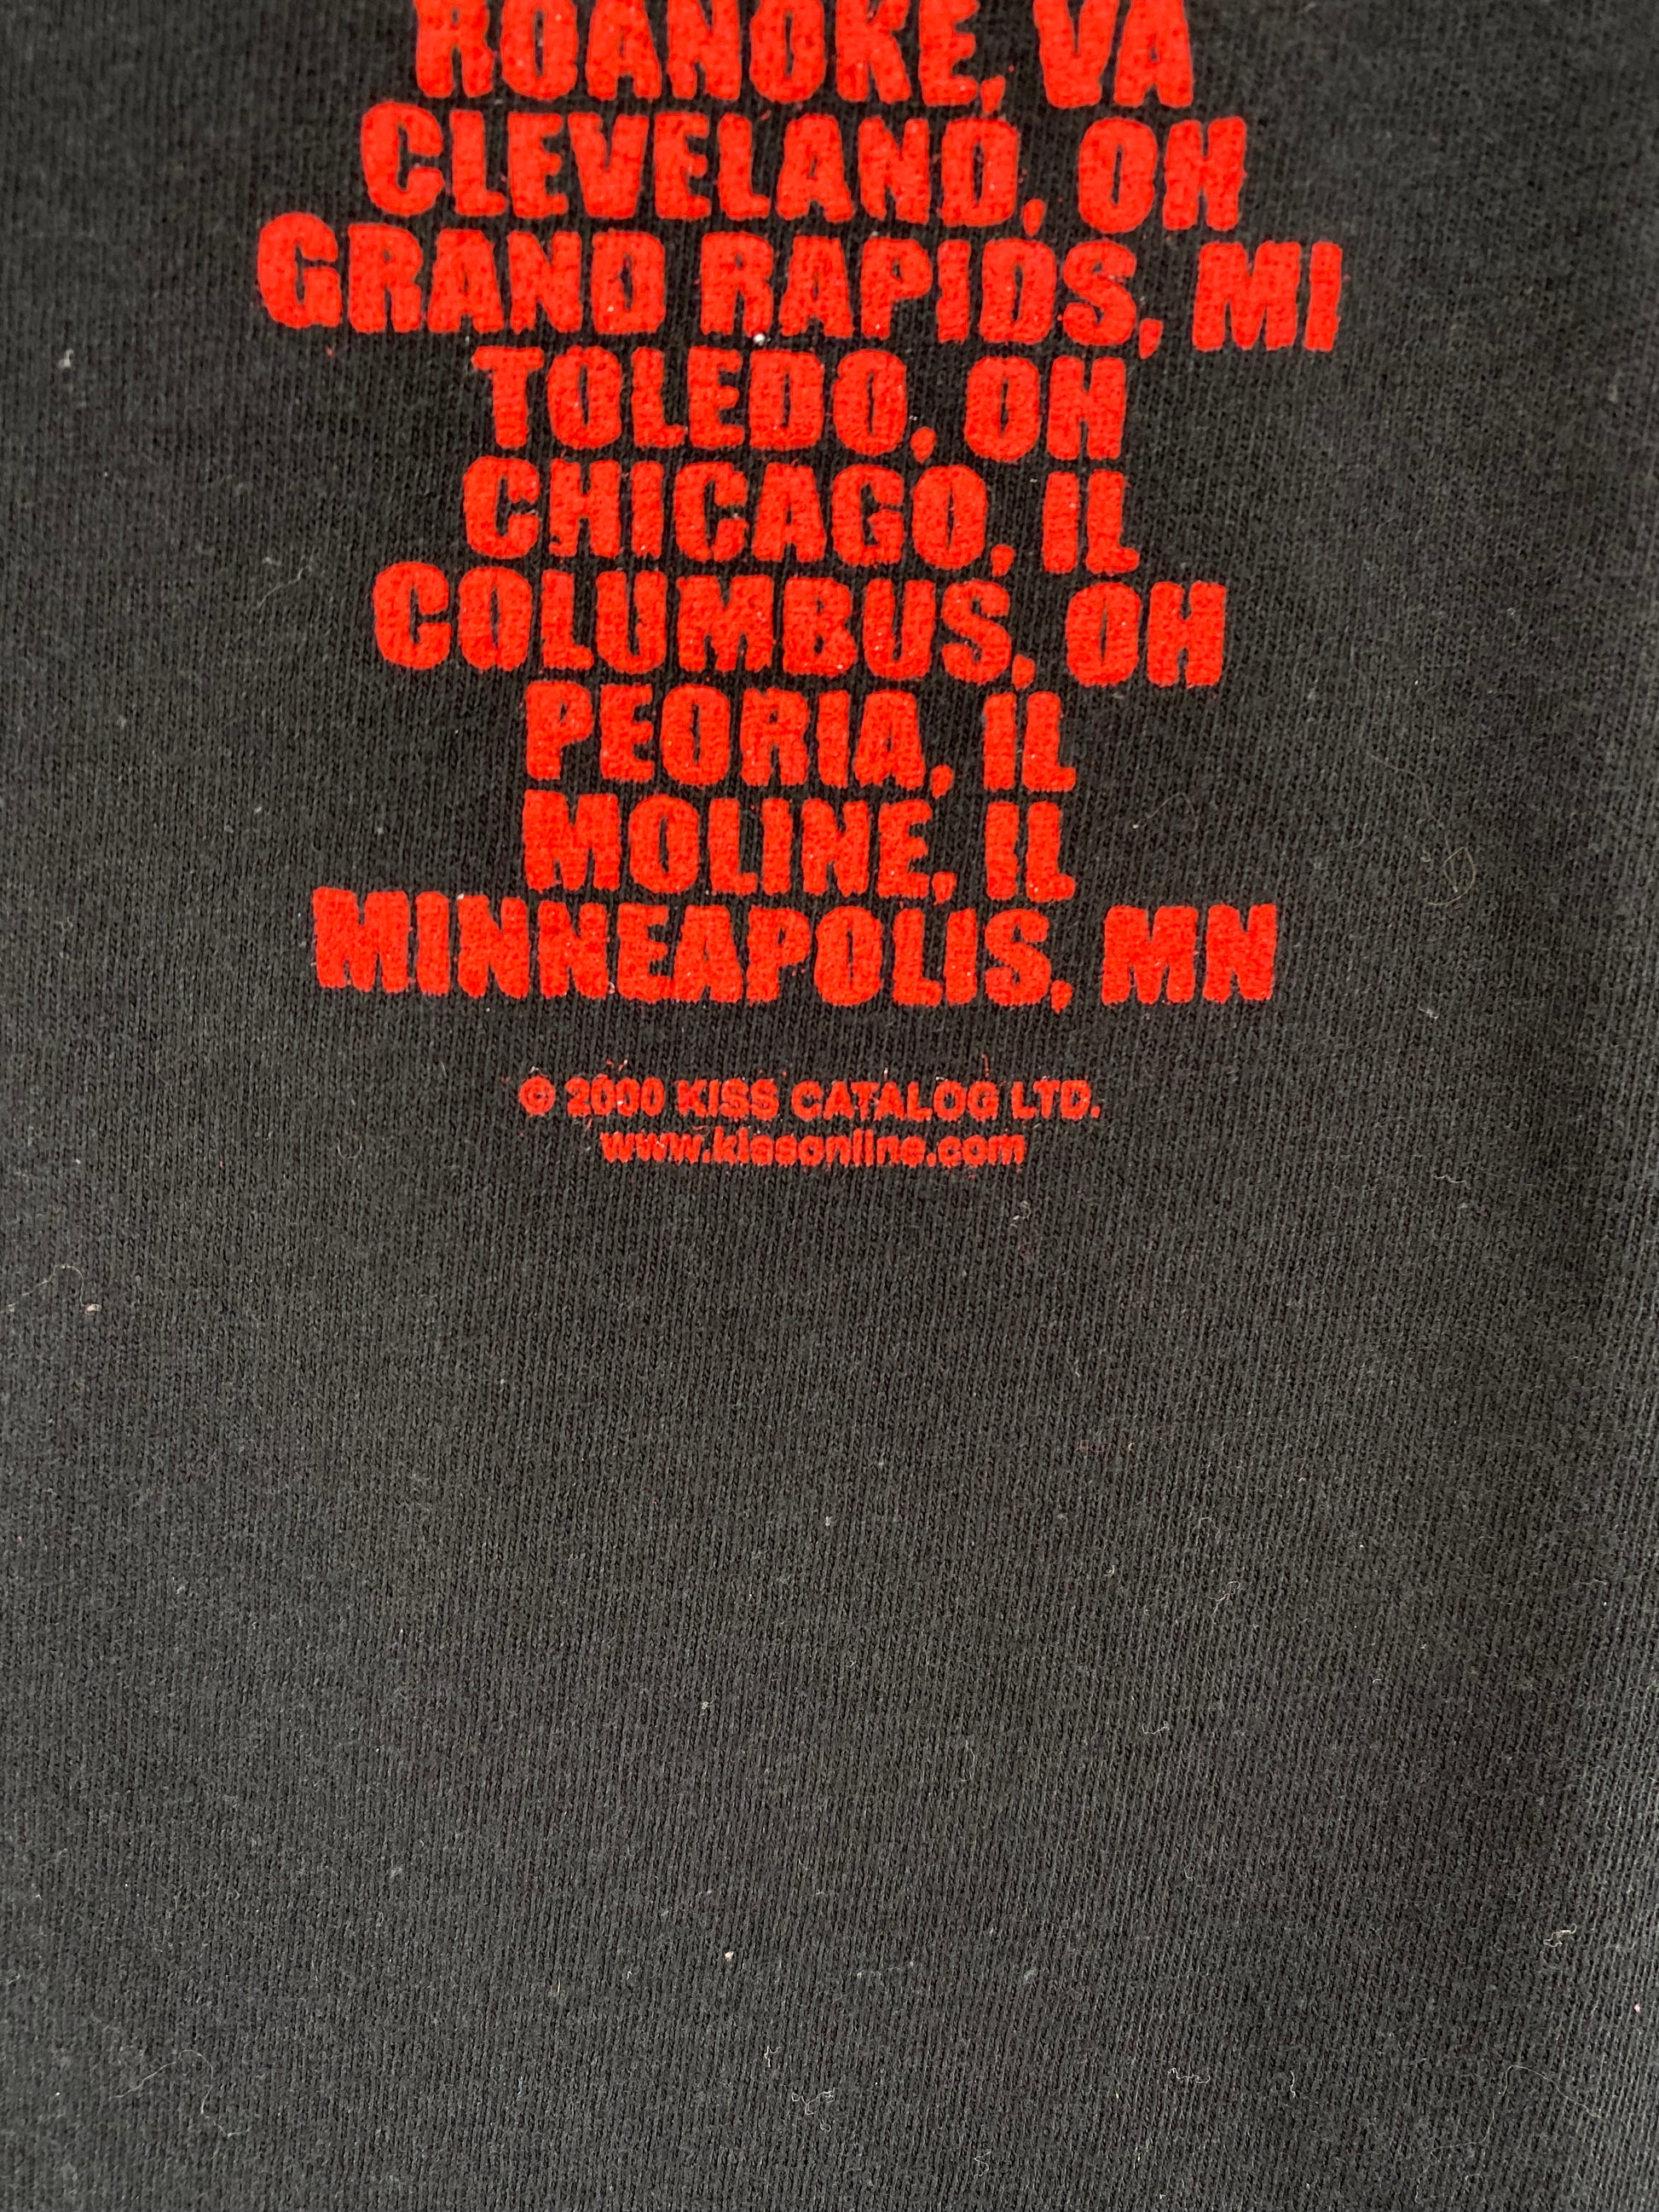 ROANOKE, VA
CLEVELAND, OH
GRAND RAPIDS, MI
TOLEDO, OH
CHICAGO, IL
COLUMBUS, OH
PEORIA, IL
MOLINE, IL
MINNEAPOLIS, MN
© 2000 KISS CATALOG LTD.
www.kissonline.com